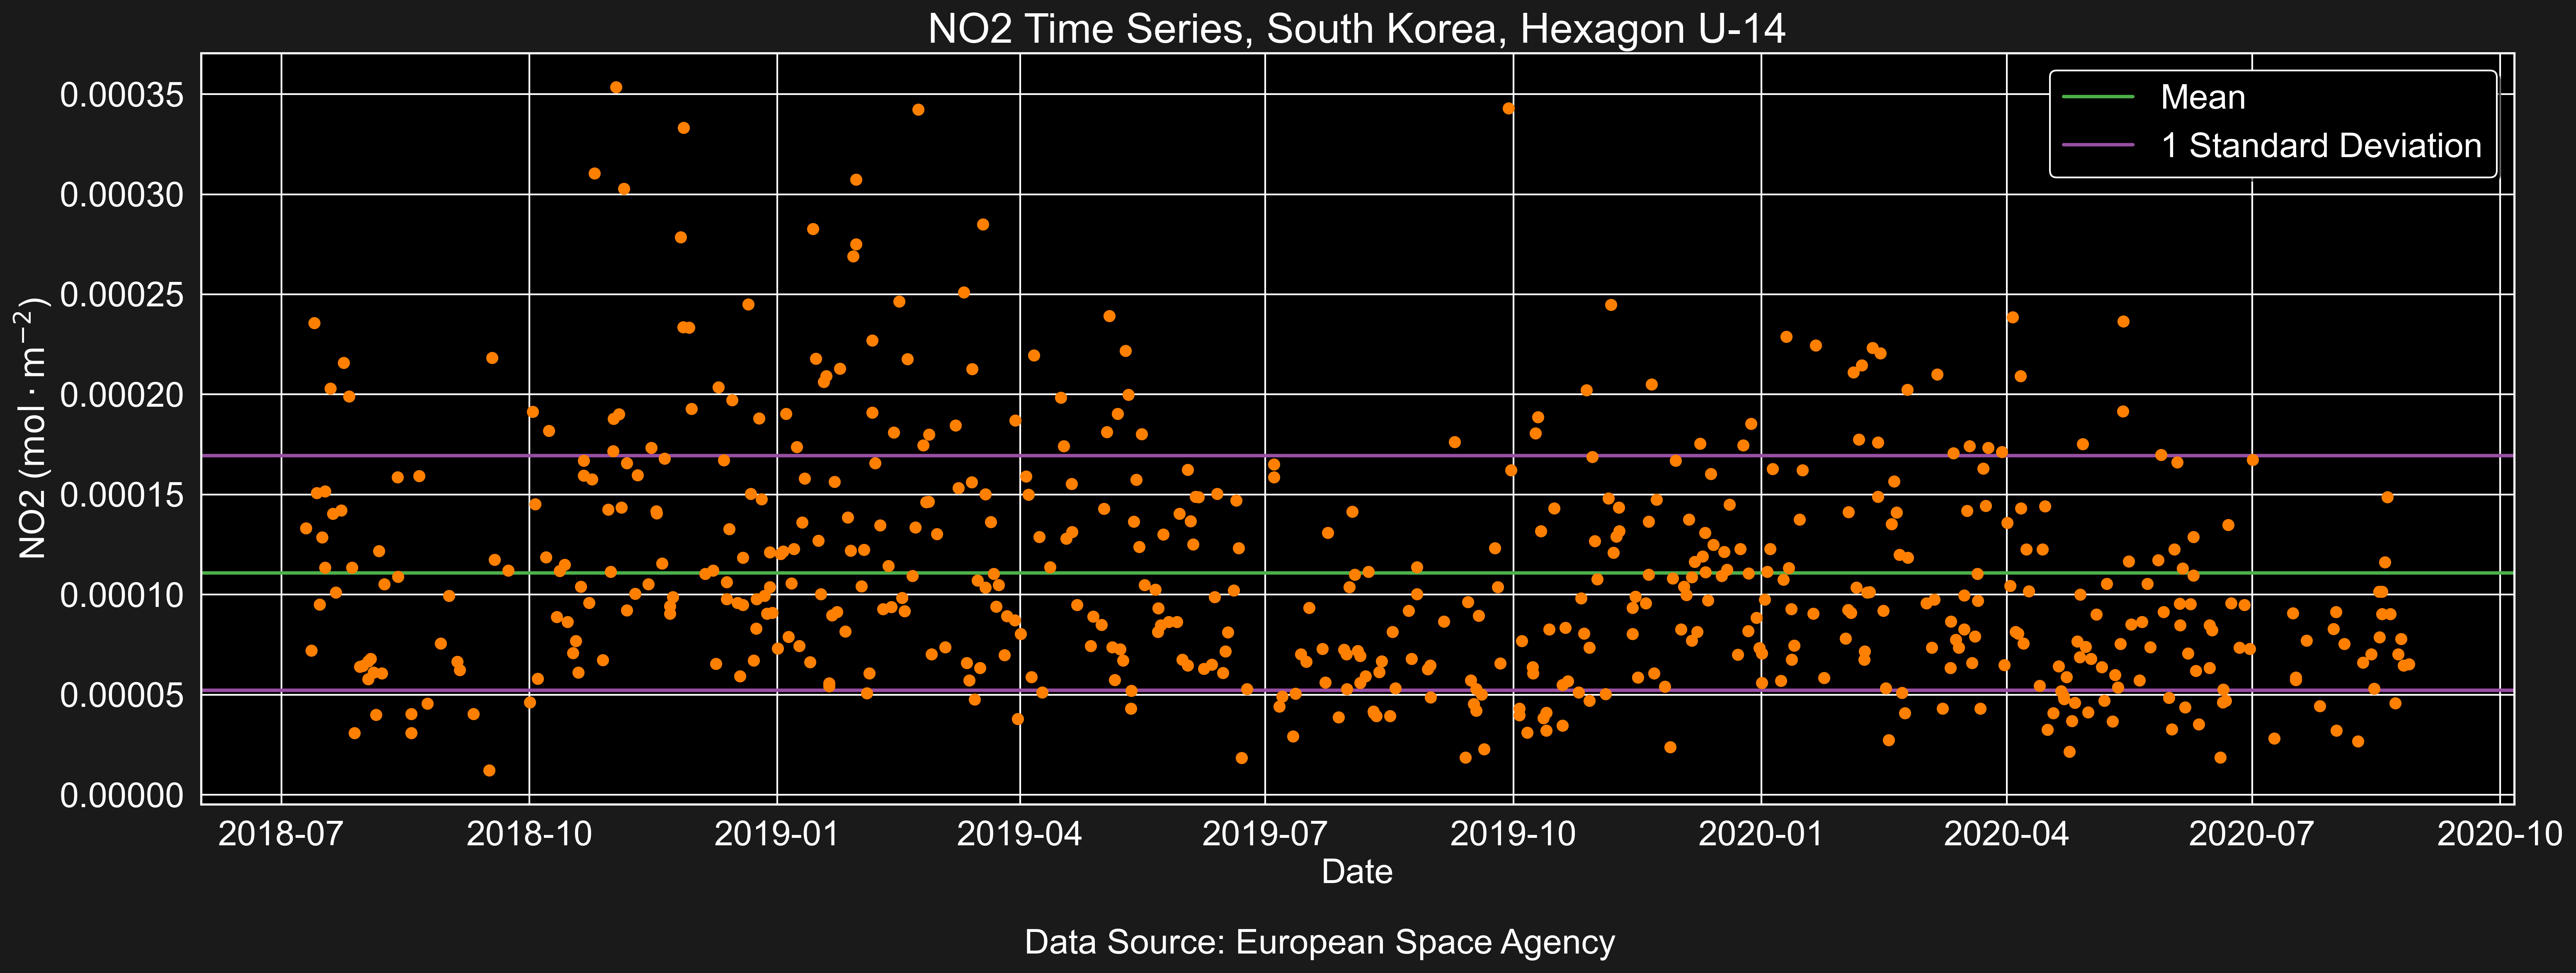 NO2 Time Series, South Korea, Hexagon U-14
Mean
1 Standard Deviation
NO2 (mol · m⁻²)
0.00035
0.00030
0.00025
0.00020
0.00015
0.00010
0.00005
0.00000
2018-07 2018-10 2019-01 2019-04 2019-07 2019-10 2020-01 2020-04 2020-07 2020-10
Date
Data Source: European Space Agency